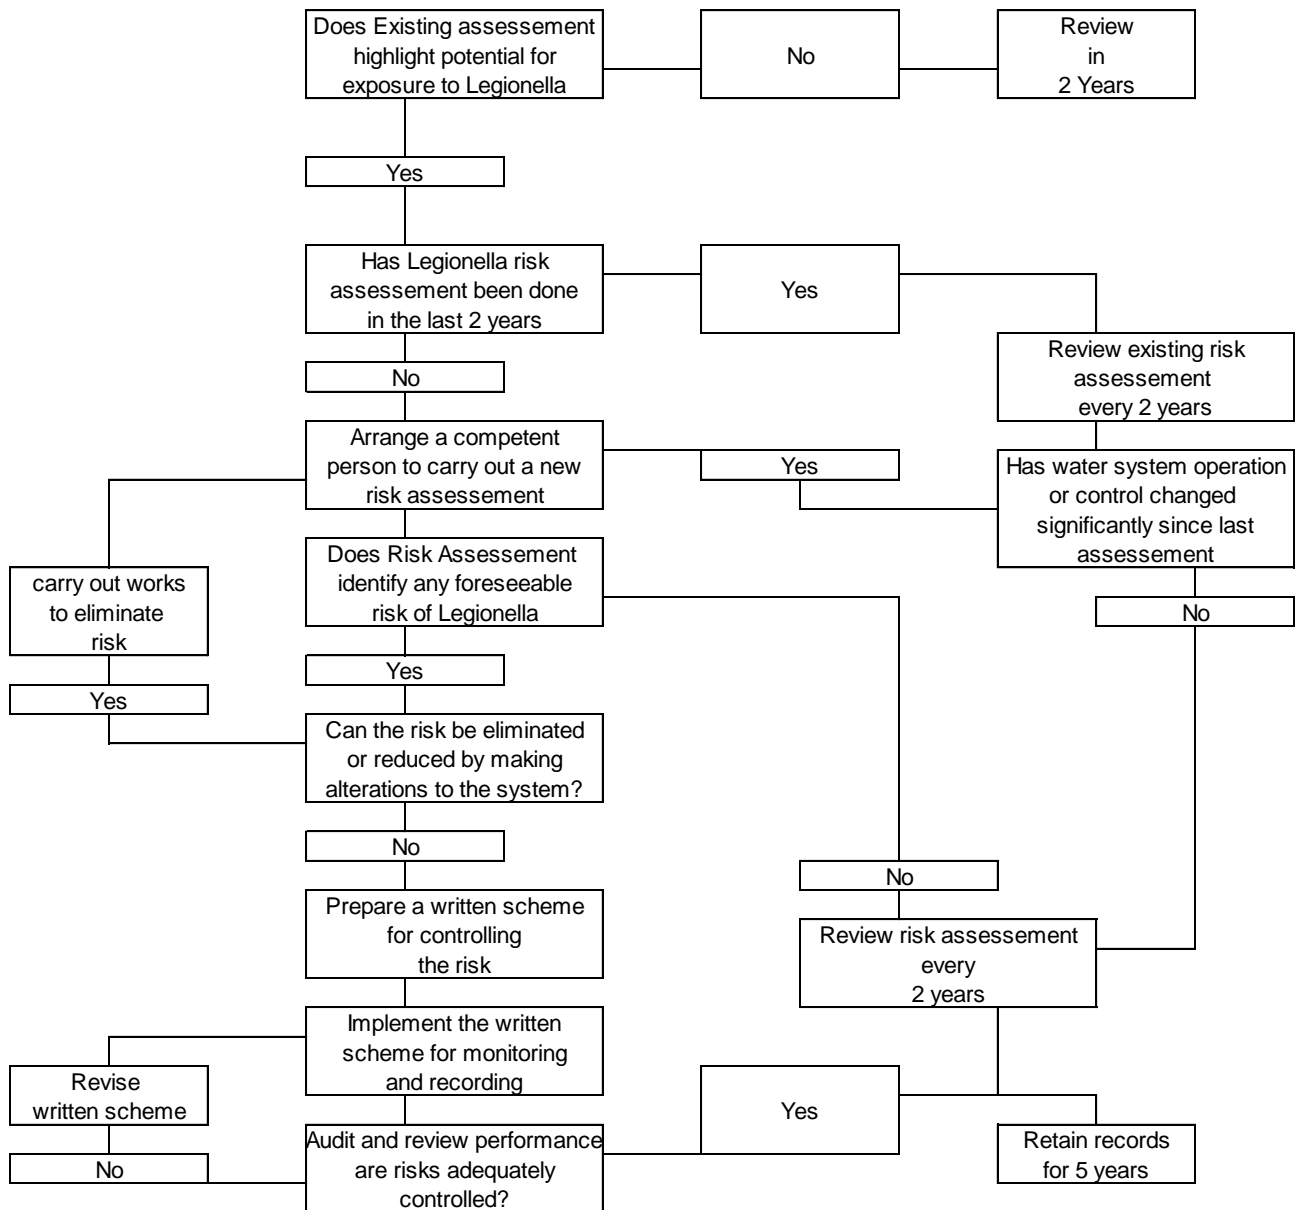 Does Existing assessement
highlight potential for
exposure to Legionella
No
Review
in
2 Years
Yes
Has Legionella risk
assessement been done
in the last 2 years
Yes
Review existing risk
assessement
every 2 years
No
Arrange a competent
person to carry out a new
risk assessement
Yes
Has water system operation
or control changed
significantly since last
assessement
Does Risk Assessement
identify any foreseeable
risk of Legionella
carry out works
to eliminate
risk
No
Yes
Yes
Can the risk be eliminated
or reduced by making
alterations to the system?
No
No
Prepare a written scheme
for controlling
the risk
Review risk assessement
every
2 years
Implement the written
scheme for monitoring
and recording
Revise
written scheme
Yes
No
Audit and review performance
are risks adequately
controlled?
Retain records
for 5 years